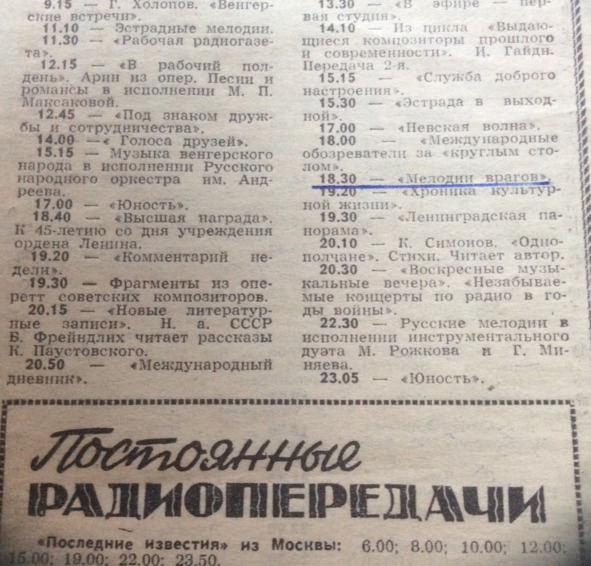 9.15 — Г. Холопов. «Венгер-
ские встречи».
11.10 — Эстрадные мелодии.
11.30 — «Рабочая радиогазе-
та».
12.15 — «В рабочий пол-
день». Арии из опер. Песни и
романсы в исполнении М. П.
Максаковой.
12.45 — «Под знаком друж-
бы и сотрудничества».
14.00 — « Голоса друзей».
15.15 — Музыка венгерского
народа в исполнении Русского
народного оркестра им. Анд-
реева.
17.00 — «Юность».
18.40 — «Высшая награда».
К 45-летию со дня учреждения
ордена Ленина.
19.20 — «Комментарий не-
дели».
19.30 — Фрагменты из опе-
ретт советских композиторов.
20.15 — «Новые литератур-
ные записи». Н. а. СССР
Б. Фрейндлих читает рассказы
К. Паустовского.
20.50 — «Международный
дневник».
13.30 — «В эфире — пер-
вая студия».
14.10 — Из цикла «Выдаю-
щиеся композиторы прошлого
и современности». И. Гайдн.
Передача 2-я.
15.15 — «Служба доброго
настроения».
15.30 — «Эстрада в выход-
ной».
17.00 — «Невская волна».
18.00 — «Международные
обозреватели за «круглым сто-
лом».
18.30 — «Мелодии врагов».
19.20 — «Хроника культур-
ной жизни».
19.30 — «Ленинградская па-
норама».
20.10 — К. Симонов. «Одно-
полчане». Стихи. Читает автор.
20.30 — «Воскресные музы-
кальные вечера». «Незабывае-
мые концерты по радио в го-
ды войны».
22.30 — Русские мелодии в
исполнении инструментального
дуэта М. Рожкова и Г. Ми-
няева.
23.05 — «Юность».
Постоянные
РАДИОПЕРЕДАЧИ
«Последние известия» из Москвы: 6.00; 8.00; 10.00; 12.00;
15.00; 19.00; 22.00; 23.50.